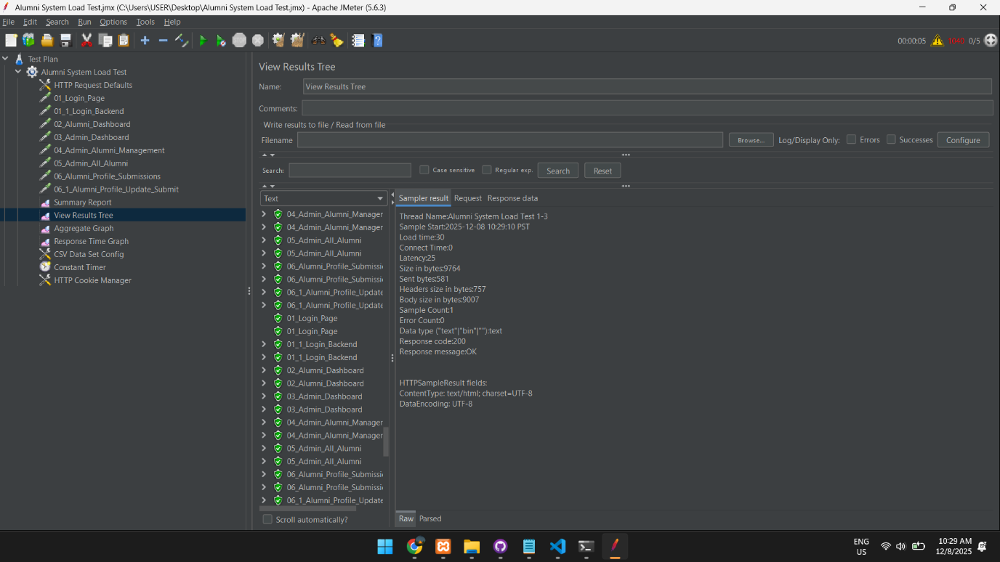 Alumni System Load Test.jmx (C:\Users\USER\Desktop\Alumni System Load Test.jmx) - Apache JMeter (5.6.3)
File Edit Search Run Options Tools Help
00:00:05 1040 0/5
Test Plan
Alumni System Load Test
HTTP Request Defaults
01_Login_Page
01_1_Login_Backend
02_Alumni_Dashboard
03_Admin_Dashboard
04_Admin_Alumni_Management
05_Admin_All_Alumni
06_Alumni_Profile_Submissions
06_1_Alumni_Profile_Update_Submit
Summary Report
View Results Tree
Aggregate Graph
Response Time Graph
CSV Data Set Config
Constant Timer
HTTP Cookie Manager
View Results Tree
Name: View Results Tree
Comments:
Write results to file / Read from file
Filename Browse... Log/Display Only: Errors Successes Configure
Search: Case sensitive Regular exp. Search Reset
Text
04_Admin_Alumni_Manager
04_Admin_Alumni_Manager
05_Admin_All_Alumni
05_Admin_All_Alumni
06_Alumni_Profile_Submissi
06_Alumni_Profile_Submissi
06_1_Alumni_Profile_Update
06_1_Alumni_Profile_Update
01_Login_Page
01_Login_Page
01_1_Login_Backend
01_1_Login_Backend
02_Alumni_Dashboard
02_Alumni_Dashboard
03_Admin_Dashboard
03_Admin_Dashboard
04_Admin_Alumni_Manager
04_Admin_Alumni_Manager
05_Admin_All_Alumni
05_Admin_All_Alumni
06_Alumni_Profile_Submissi
06_Alumni_Profile_Submissi
06_1_Alumni_Profile_Update
Scroll automatically?
Sampler result Request Response data
Thread Name:Alumni System Load Test 1-3
Sample Start:2025-12-08 10:29:10 PST
Load time:30
Connect Time:0
Latency:25
Size in bytes:9764
Sent bytes:581
Headers size in bytes:757
Body size in bytes:9007
Sample Count:1
Error Count:0
Data type ("text"|"bin"|""):text
Response code:200
Response message:OK
HTTPSampleResult fields:
ContentType: text/html; charset=UTF-8
DataEncoding: UTF-8
Raw Parsed
ENG
US
10:29 AM
12/8/2025